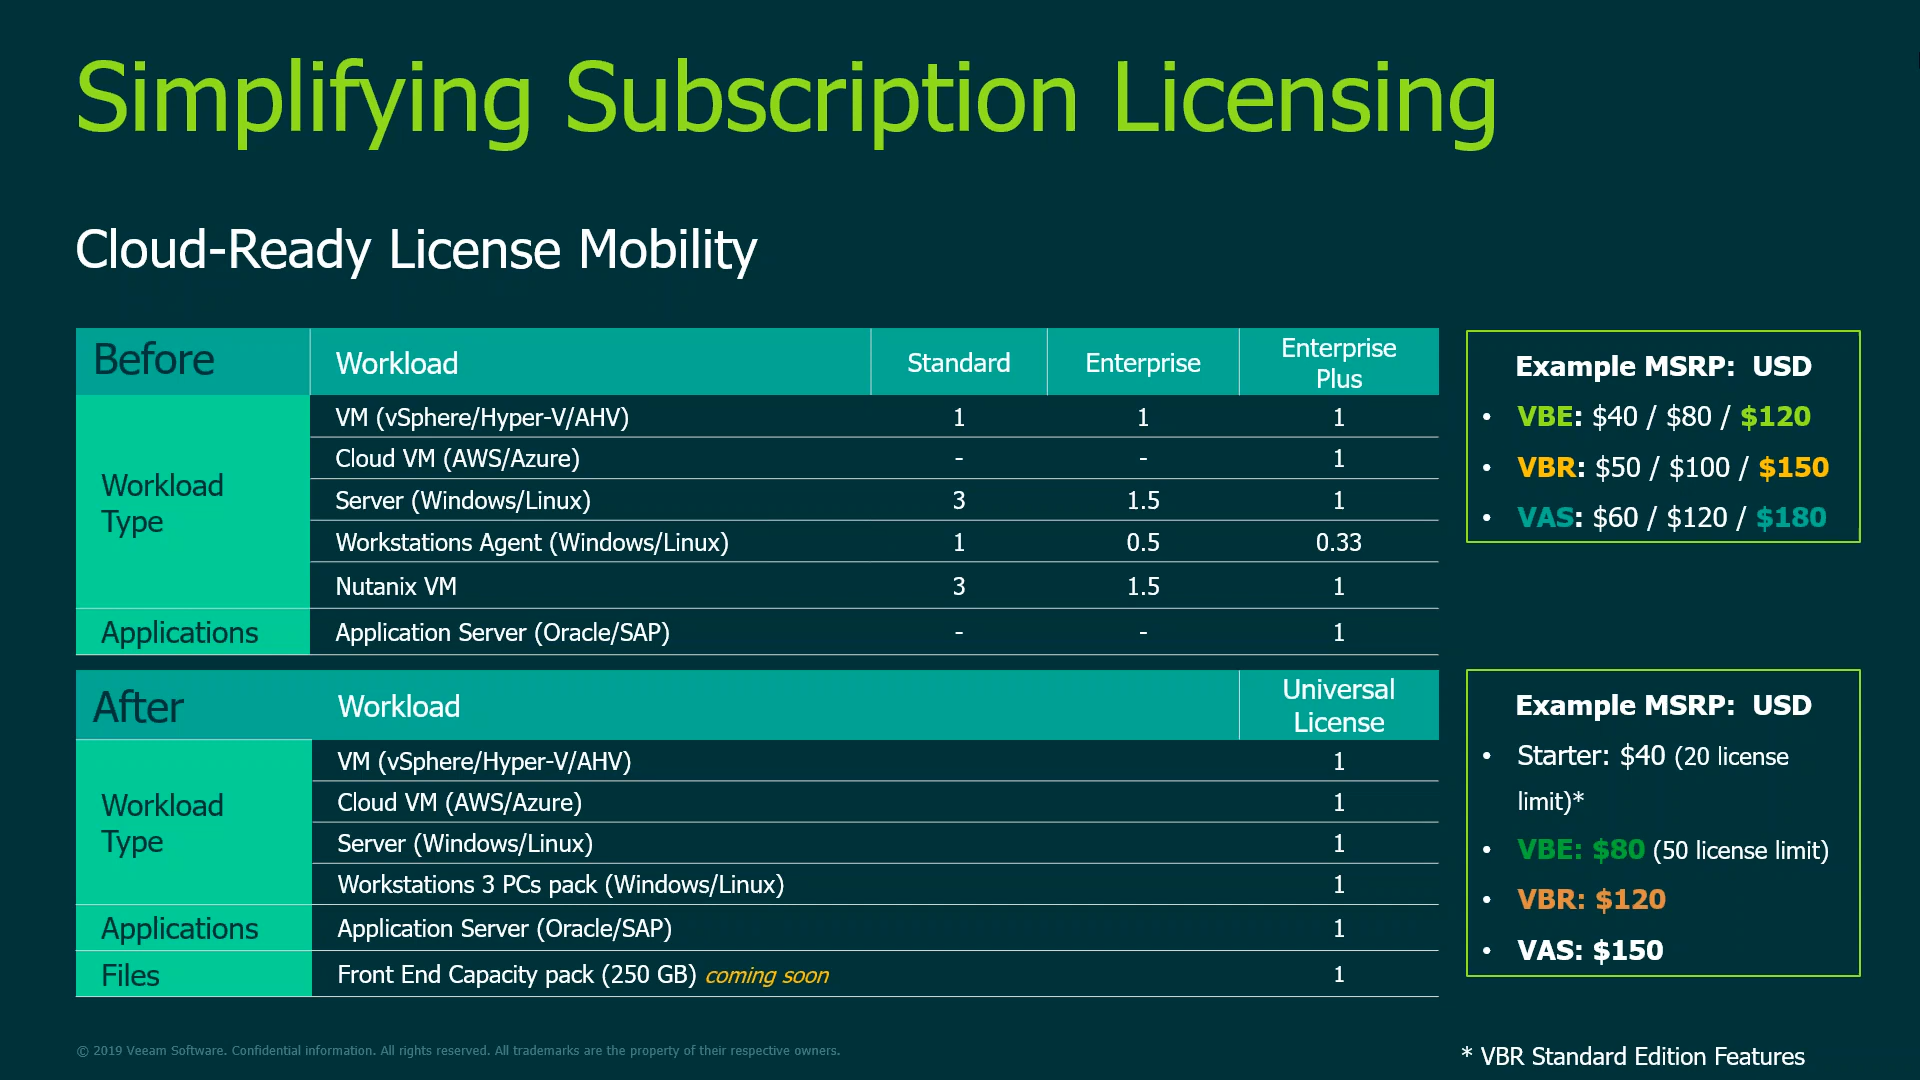 Simplifying Subscription Licensing
Cloud-Ready License Mobility
Before Workload Standard Enterprise Enterprise Plus
Workload Type
VM (vSphere/Hyper-V/AHV) 1 1 1
Cloud VM (AWS/Azure) - - 1
Server (Windows/Linux) 3 1.5 1
Workstations Agent (Windows/Linux) 1 0.5 0.33
Nutanix VM 3 1.5 1
Applications Application Server (Oracle/SAP) - - 1
Example MSRP: USD
• VBE: $40 / $80 / $120
• VBR: $50 / $100 / $150
• VAS: $60 / $120 / $180
After Workload Universal License
Workload Type
VM (vSphere/Hyper-V/AHV) 1
Cloud VM (AWS/Azure) 1
Server (Windows/Linux) 1
Workstations 3 PCs pack (Windows/Linux) 1
Applications Application Server (Oracle/SAP) 1
Files Front End Capacity pack (250 GB) coming soon 1
Example MSRP: USD
• Starter: $40 (20 license
limit)*
• VBE: $80 (50 license limit)
• VBR: $120
• VAS: $150
© 2019 Veeam Software. Confidential information. All rights reserved. All trademarks are the property of their respective owners.
* VBR Standard Edition Features